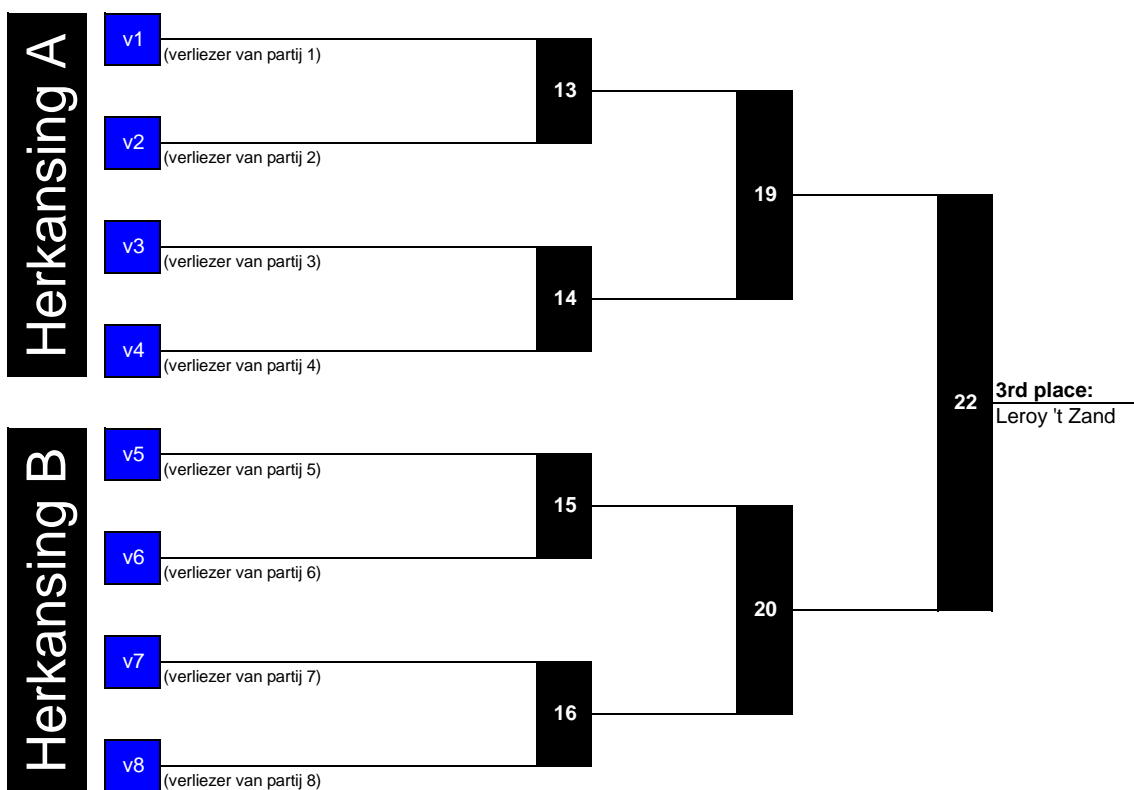 Herkansing A
v1
(verliezer van partij 1)
13
v2
(verliezer van partij 2)
19
v3
(verliezer van partij 3)
14
v4
(verliezer van partij 4)
22
3rd place:
Leroy 't Zand
Herkansing B
v5
(verliezer van partij 5)
15
v6
(verliezer van partij 6)
20
v7
(verliezer van partij 7)
16
v8
(verliezer van partij 8)